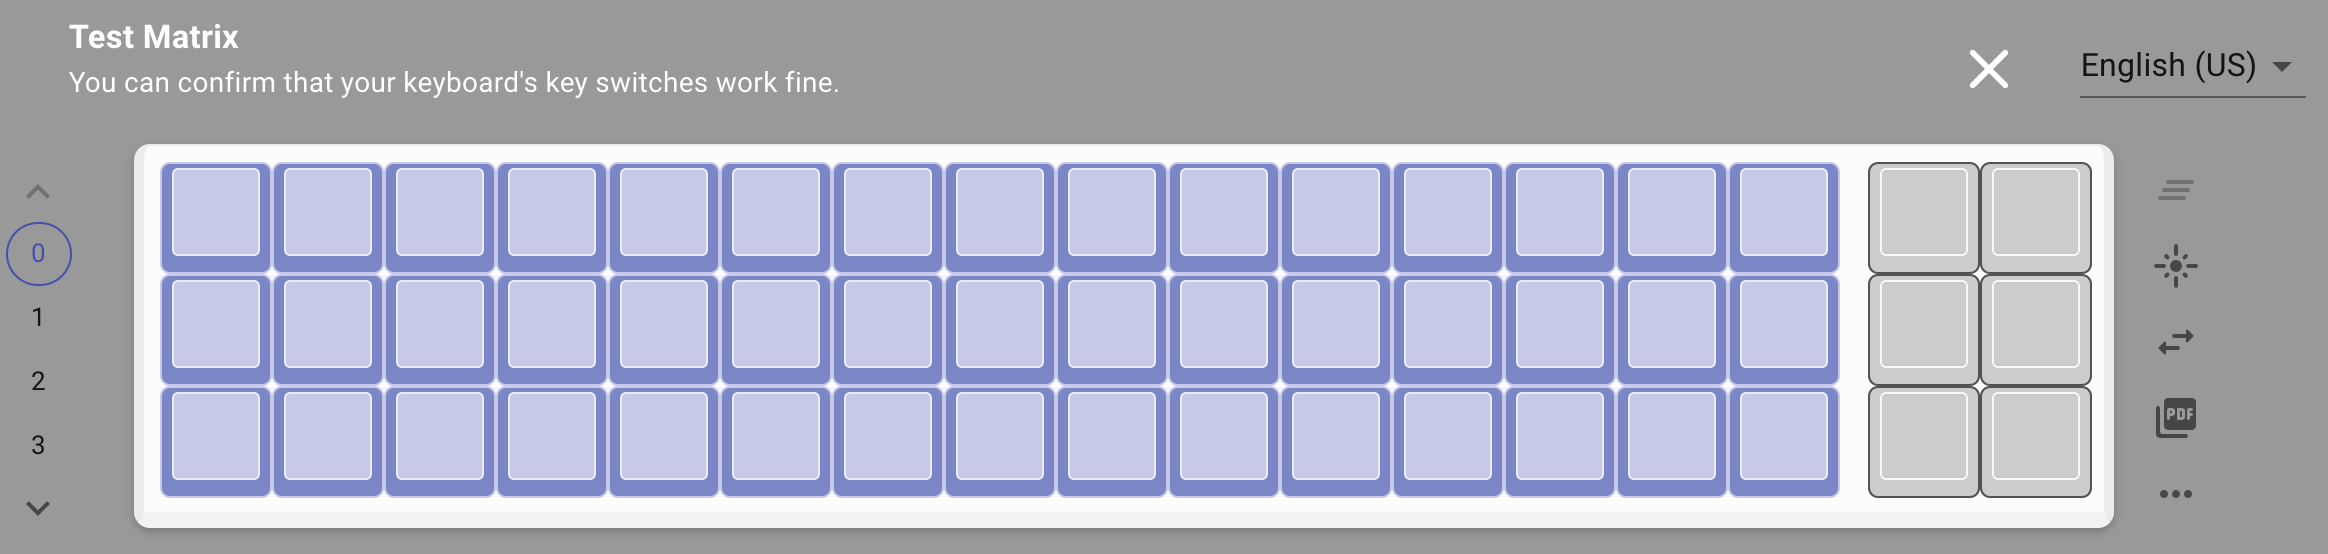 Test Matrix
You can confirm that your keyboard's key switches work fine.
English (US)
0
1
2
3
PDF